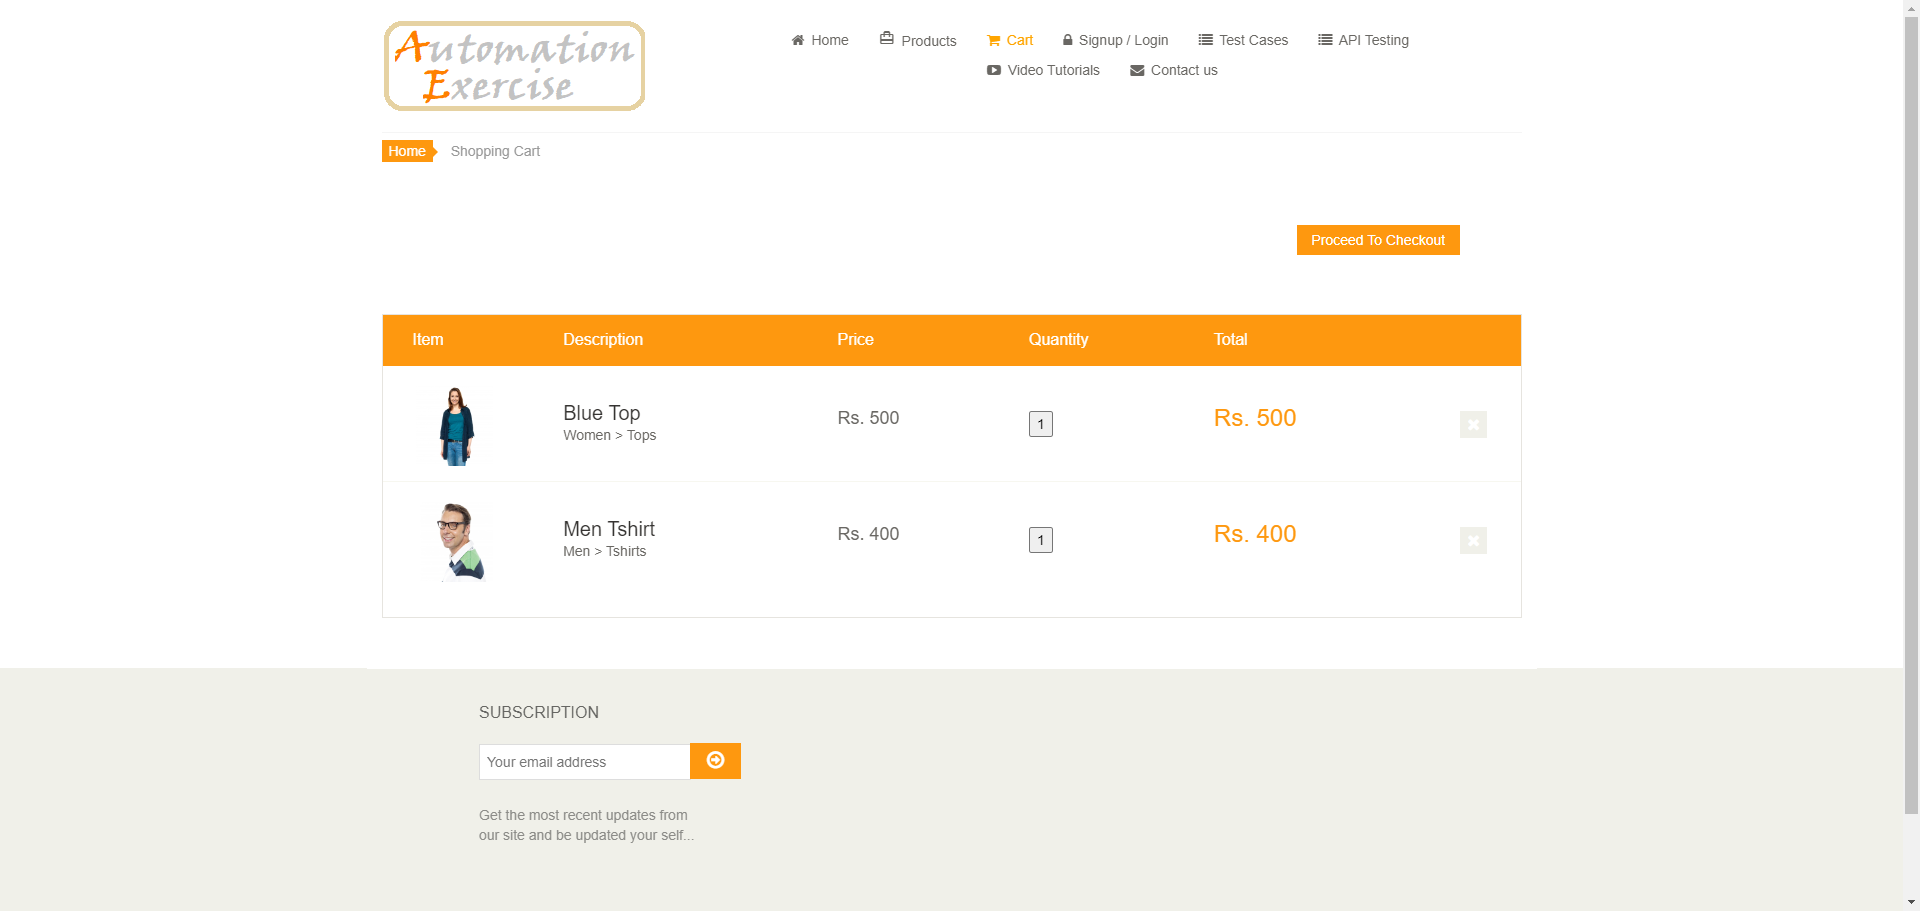 Automation
Exercise
Home Products Cart Signup / Login Test Cases API Testing
Video Tutorials Contact us
Home Shopping Cart
Proceed To Checkout
Item Description Price Quantity Total
Blue Top
Women > Tops
Rs. 500 1 Rs. 500
Men Tshirt
Men > Tshirts
Rs. 400 1 Rs. 400
SUBSCRIPTION
Your email address
Get the most recent updates from
our site and be updated your self...